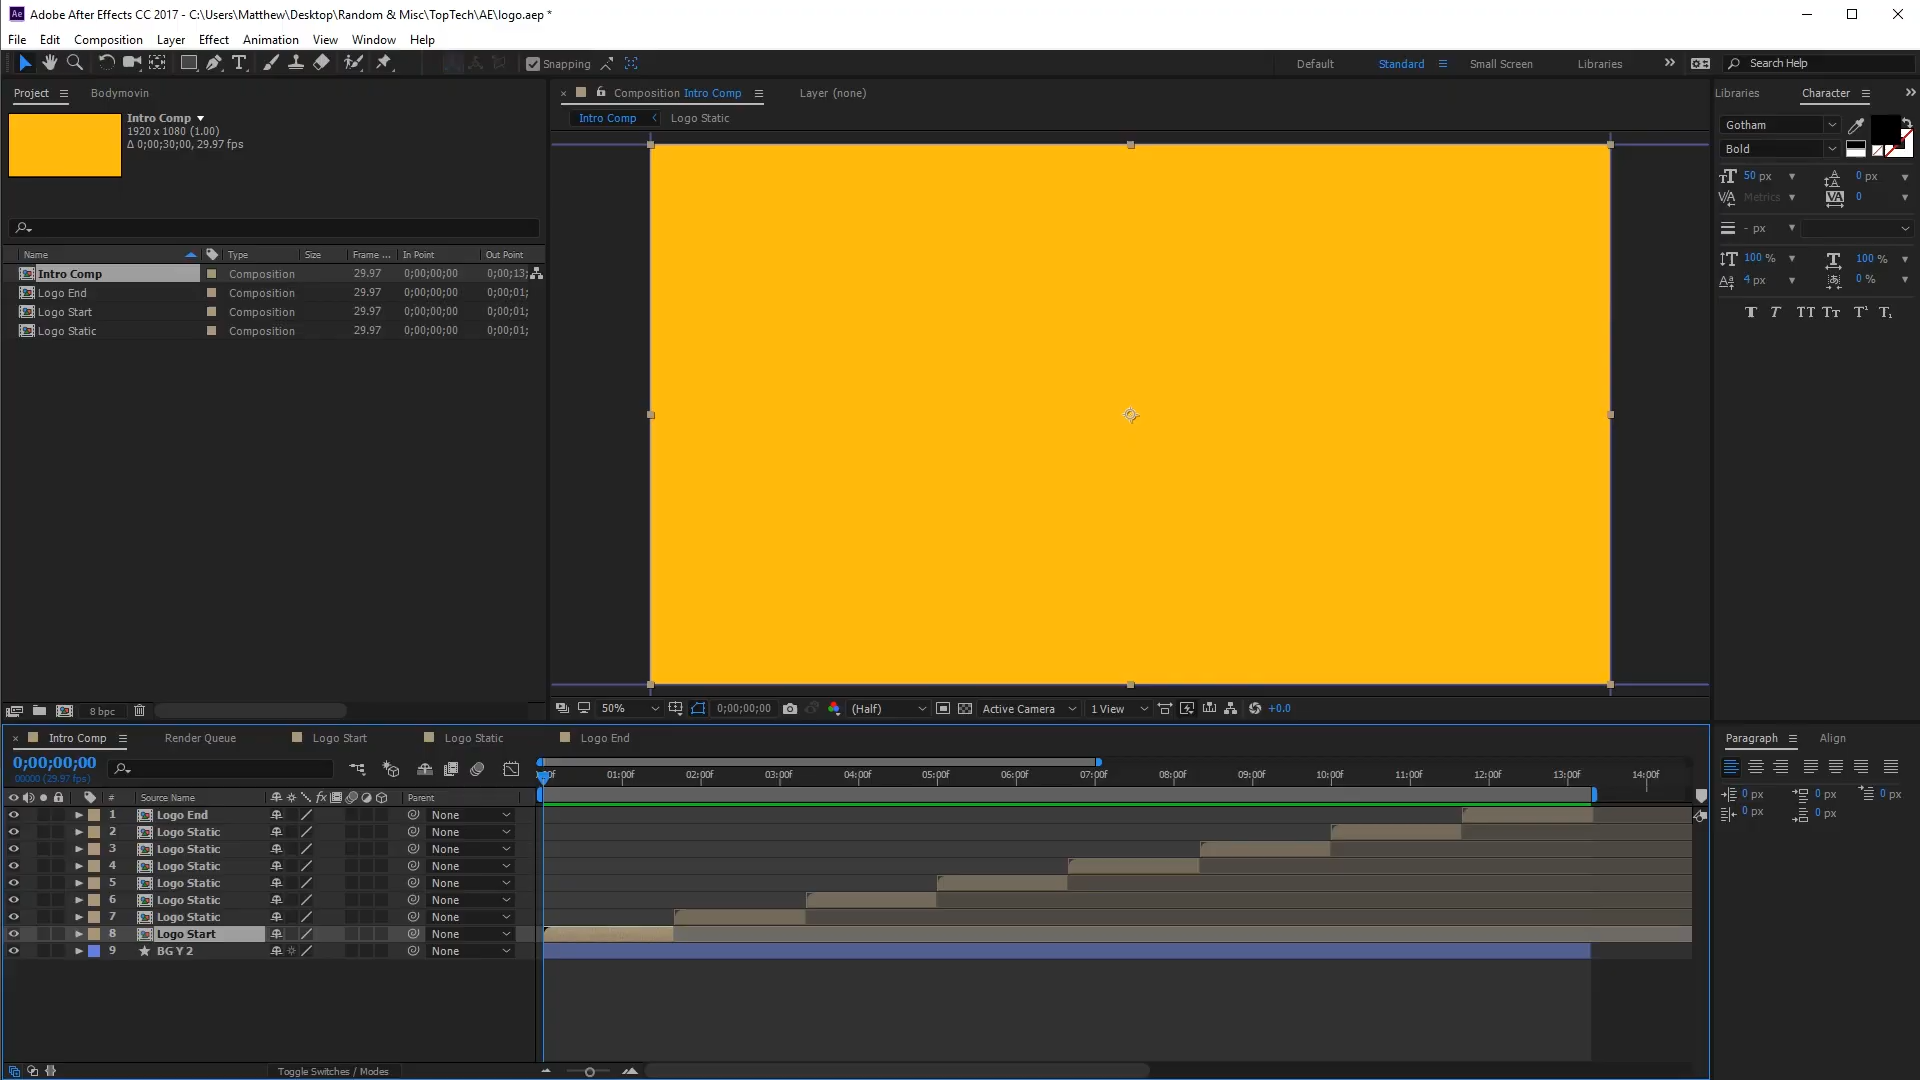 Adobe After Effects CC 2017 - C:\Users\Matthew\Desktop\Random & Misc\TopTech\AE\logo.aep *
File Edit Composition Layer Effect Animation View Window Help
Snapping Default Standard Small Screen Libraries Search Help
Project Bodymovin Composition Intro Comp Layer (none) Libraries Character
Intro Comp Logo Static
Intro Comp
1920 x 1080 (1.00)
Δ 0;00;30;00, 29.97 fps
Gotham
Bold
50 px 0 px
Metrics 0
- px
100 % 100 %
4 px 0 %
T T TT Tt T¹ T₁
Name Type Size Frame ... In Point Out Point
Intro Comp Composition 29.97 0;00;00;00 0;00;13;
Logo End Composition 29.97 0;00;00;00 0;00;01;
Logo Start Composition 29.97 0;00;00;00 0;00;01;
Logo Static Composition 29.97 0;00;00;00 0;00;01;
8 bpc 50% 0;00;00;00 (Half) Active Camera 1 View +0.0
Intro Comp Render Queue Logo Start Logo Static Logo End
0;00;00;00
00000 (29.97 fps)
01:00f 02:00f 03:00f 04:00f 05:00f 06:00f 07:00f 08:00f 09:00f 10:00f 11:00f 12:00f 13:00f 14:00f
# Source Name fx Parent
1 Logo End None
2 Logo Static None
3 Logo Static None
4 Logo Static None
5 Logo Static None
6 Logo Static None
7 Logo Static None
8 Logo Start None
9 BG Y 2 None
Toggle Switches / Modes
Paragraph Align
0 px 0 px 0 px
0 px 0 px